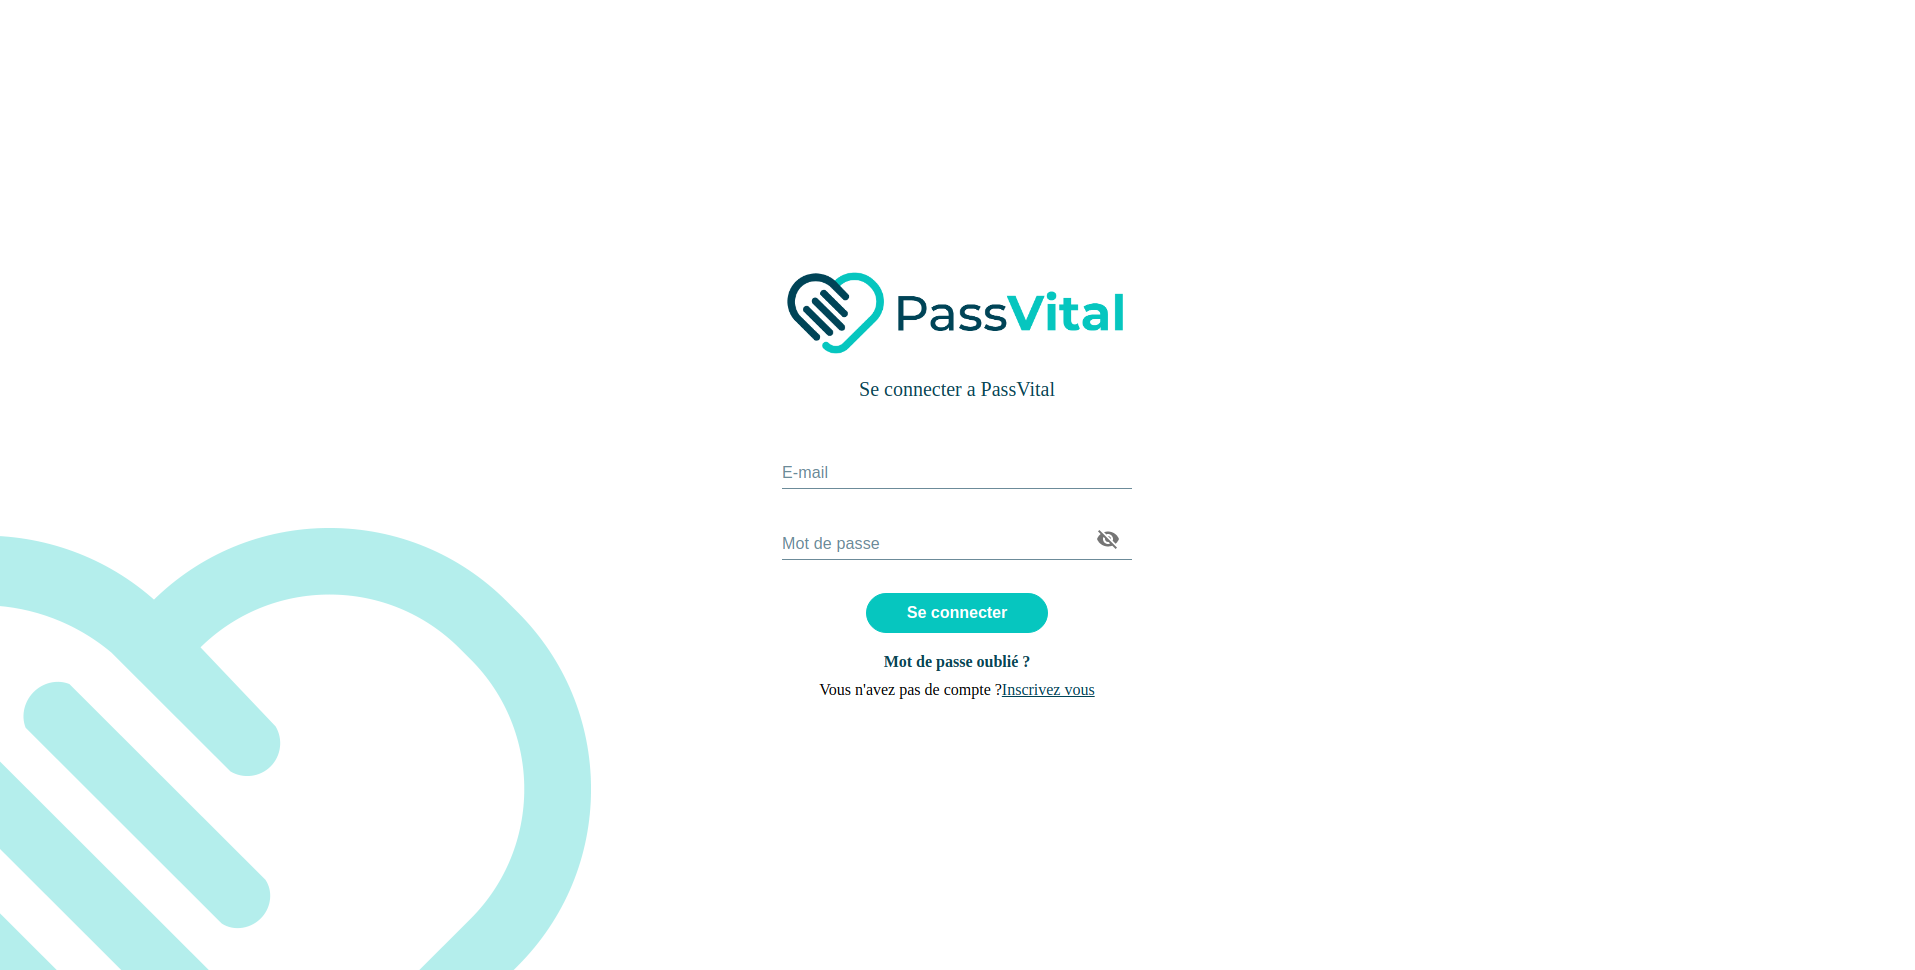 PassVital
Se connecter a PassVital
E-mail
Mot de passe
Se connecter
Mot de passe oublié ?
Vous n'avez pas de compte ?Inscrivez vous